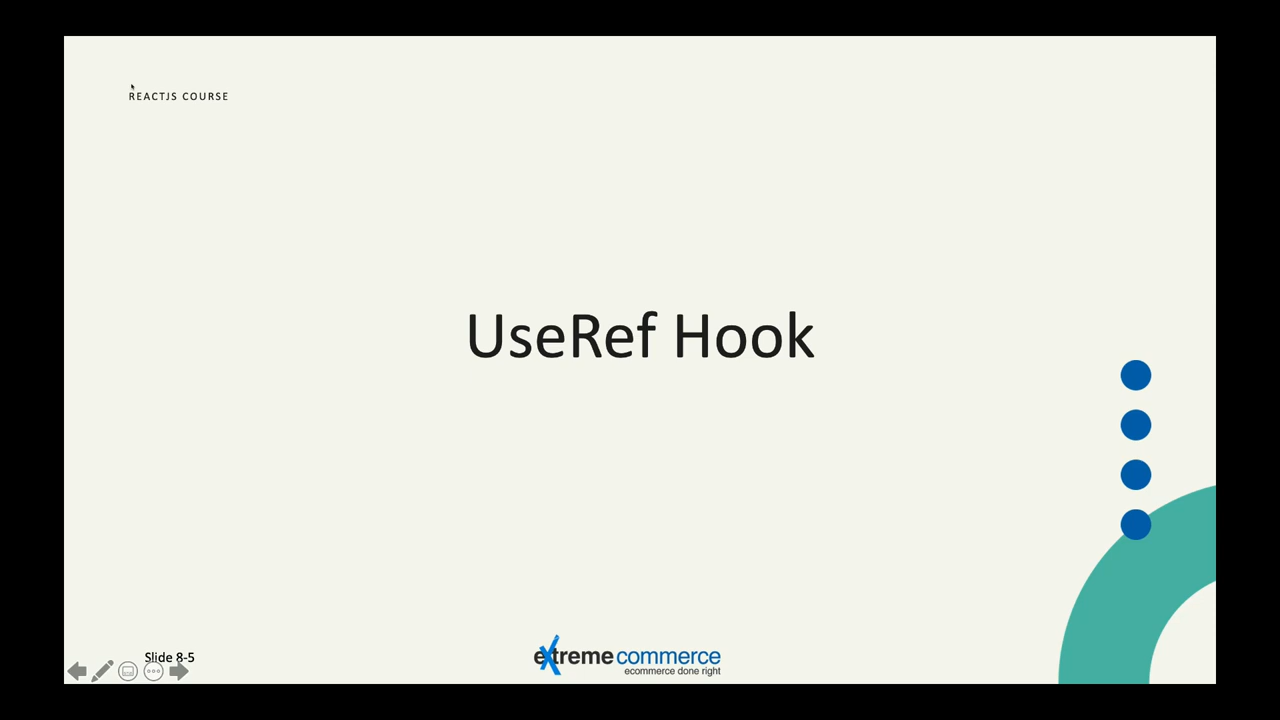 REACTJS COURSE
UseRef Hook
Slide 8-5
extreme commerce
ecommerce done right